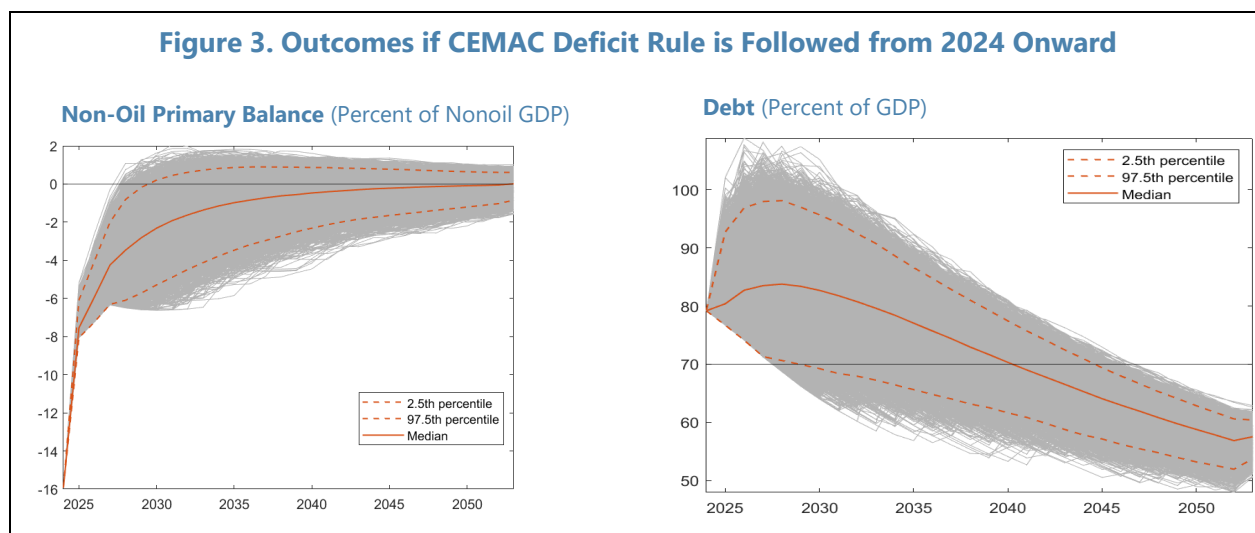 Figure 3. Outcomes if CEMAC Deficit Rule is Followed from 2024 Onward
Non-Oil Primary Balance (Percent of Nonoil GDP)
2
0
-2
-4
-6
-8
-10
-12
-14
-16
2025 2030 2035 2040 2045 2050
2.5th percentile
97.5th percentile
Median
Debt (Percent of GDP)
100
90
80
70
60
50
2025 2030 2035 2040 2045 2050
2.5th percentile
97.5th percentile
Median